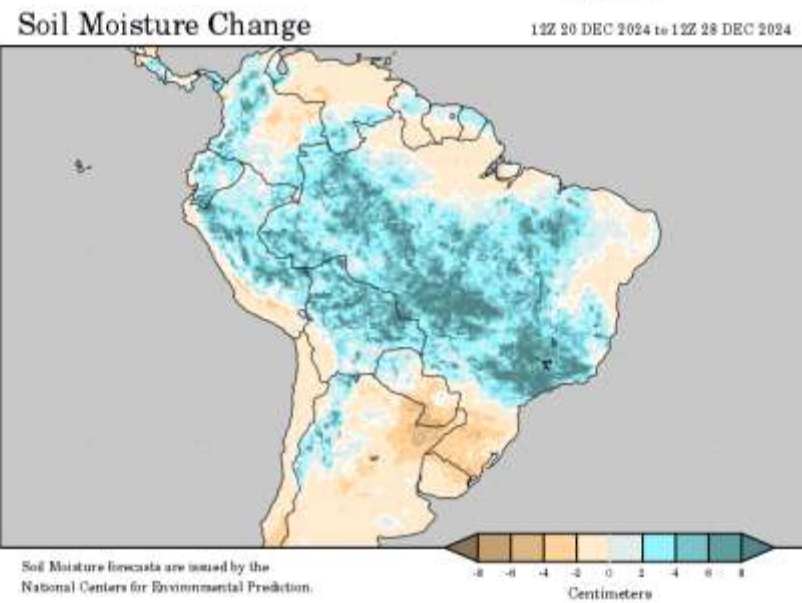 Soil Moisture Change
12Z 20 DEC 2024 to 12Z 28 DEC 2024
-8 -6 -4 -2 0 2 4 6 8
Centimeters
Soil Moisture forecasts are issued by the
National Centers for Environmental Prediction.